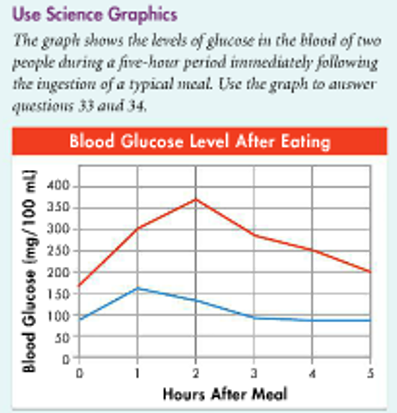 Use Science Graphics
The graph shows the levels of glucose in the blood of two
people during a five-hour period immediately following
the ingestion of a typical meal. Use the graph to answer
questions 33 and 34.
Blood Glucose Level After Eating
Blood Glucose (mg/100 mL)
400
350
300
250
200
150
100
50
0
0 1 2 3 4 5
Hours After Meal